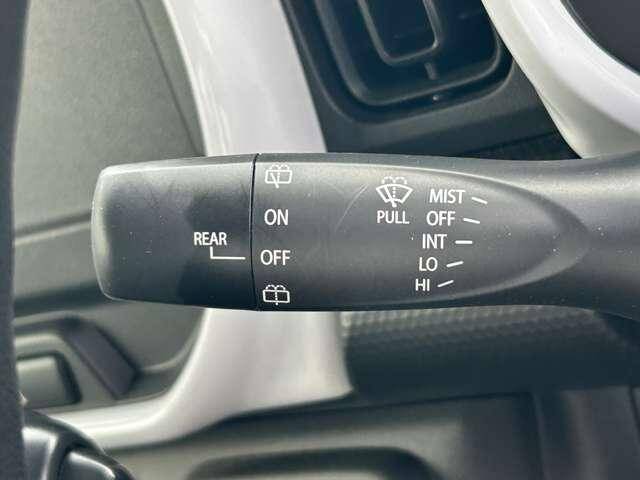 REAR
ON
OFF
PULL
MIST
OFF
INT
LO
HI